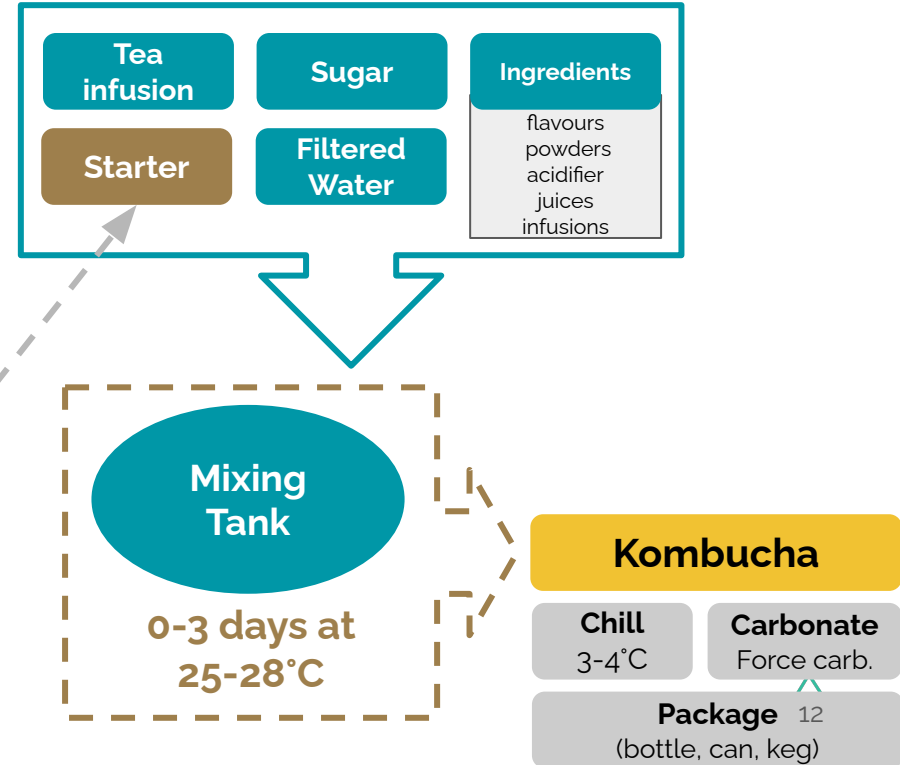 Tea
infusion
Sugar
Ingredients
flavours
powders
acidifier
juices
infusions
Starter
Filtered
Water
Mixing
Tank
0-3 days at
25-28°C
Kombucha
Chill
3-4°C
Carbonate
Force carb.
Package
12
(bottle, can, keg)